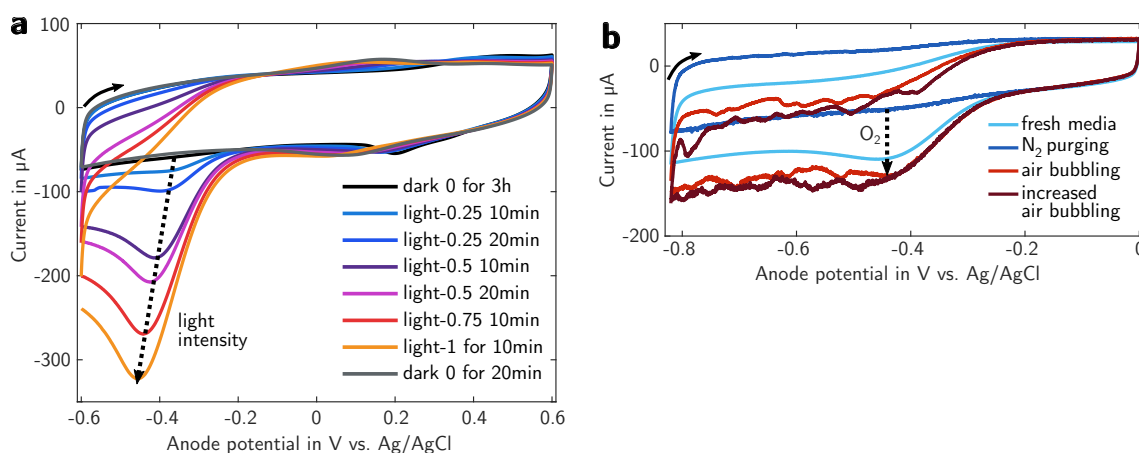 a
100
0
-100
-200
-300
Current in µA
-0.6
-0.4
-0.2
0
0.2
0.4
0.6
Anode potential in V vs. Ag/AgCl
light
intensity
dark 0 for 3h
light-0.25 10min
light-0.25 20min
light-0.5 10min
light-0.5 20min
light-0.75 10min
light-1 for 10min
dark 0 for 20min
b
50
0
-50
-100
-200
Current in µA
-0.8
-0.6
-0.4
-0.2
0
Anode potential in V vs. Ag/AgCl
O₂
fresh media
N₂ purging
air bubbling
increased
air bubbling